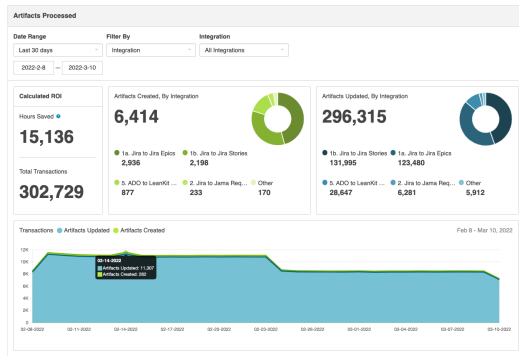 Artifacts Processed
Date Range Filter By Integration
Last 30 days Integration All Integrations
2022-2-8 — 2022-3-10
Calculated ROI
Hours Saved
15,136
Total Transactions
302,729
Artifacts Created, By Integration
6,414
1a. Jira to Jira Epics 1b. Jira to Jira Stories
2,936 2,198
5. ADO to LeanKit ... 2. Jira to Jama Req... Other
877 233 170
Artifacts Updated, By Integration
296,315
1b. Jira to Jira Stories 1a. Jira to Jira Epics
131,995 123,480
5. ADO to LeanKit ... 2. Jira to Jama Req... Other
28,647 6,281 5,912
Transactions Artifacts Updated Artifacts Created Feb 8 - Mar 10, 2022
12K
10K
8K
6K
4K
2K
0
02-14-2022
Artifacts Updated: 11,307
Artifacts Created: 282
02-08-2022 02-11-2022 02-14-2022 02-17-2022 02-20-2022 02-23-2022 02-26-2022 03-01-2022 03-04-2022 03-07-2022 03-10-2022